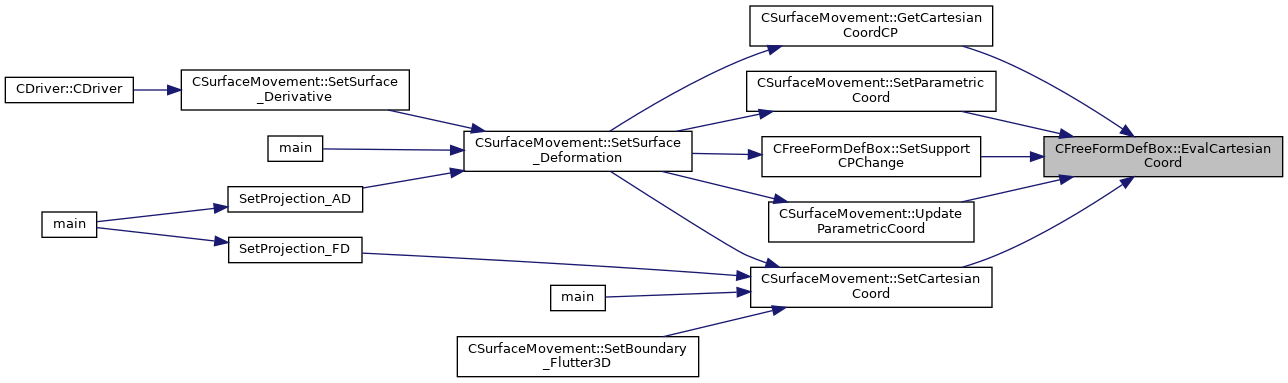 CSurfaceMovement::GetCartesian
CoordCP
CSurfaceMovement::SetSurface
_Derivative
CDriver::CDriver
CSurfaceMovement::SetParametric
Coord
main
CSurfaceMovement::SetSurface
_Deformation
CFreeFormDefBox::SetSupport
CPChange
CFreeFormDefBox::EvalCartesian
Coord
SetProjection_AD
main
CSurfaceMovement::Update
ParametricCoord
SetProjection_FD
CSurfaceMovement::SetCartesian
Coord
main
CSurfaceMovement::SetBoundary
_Flutter3D